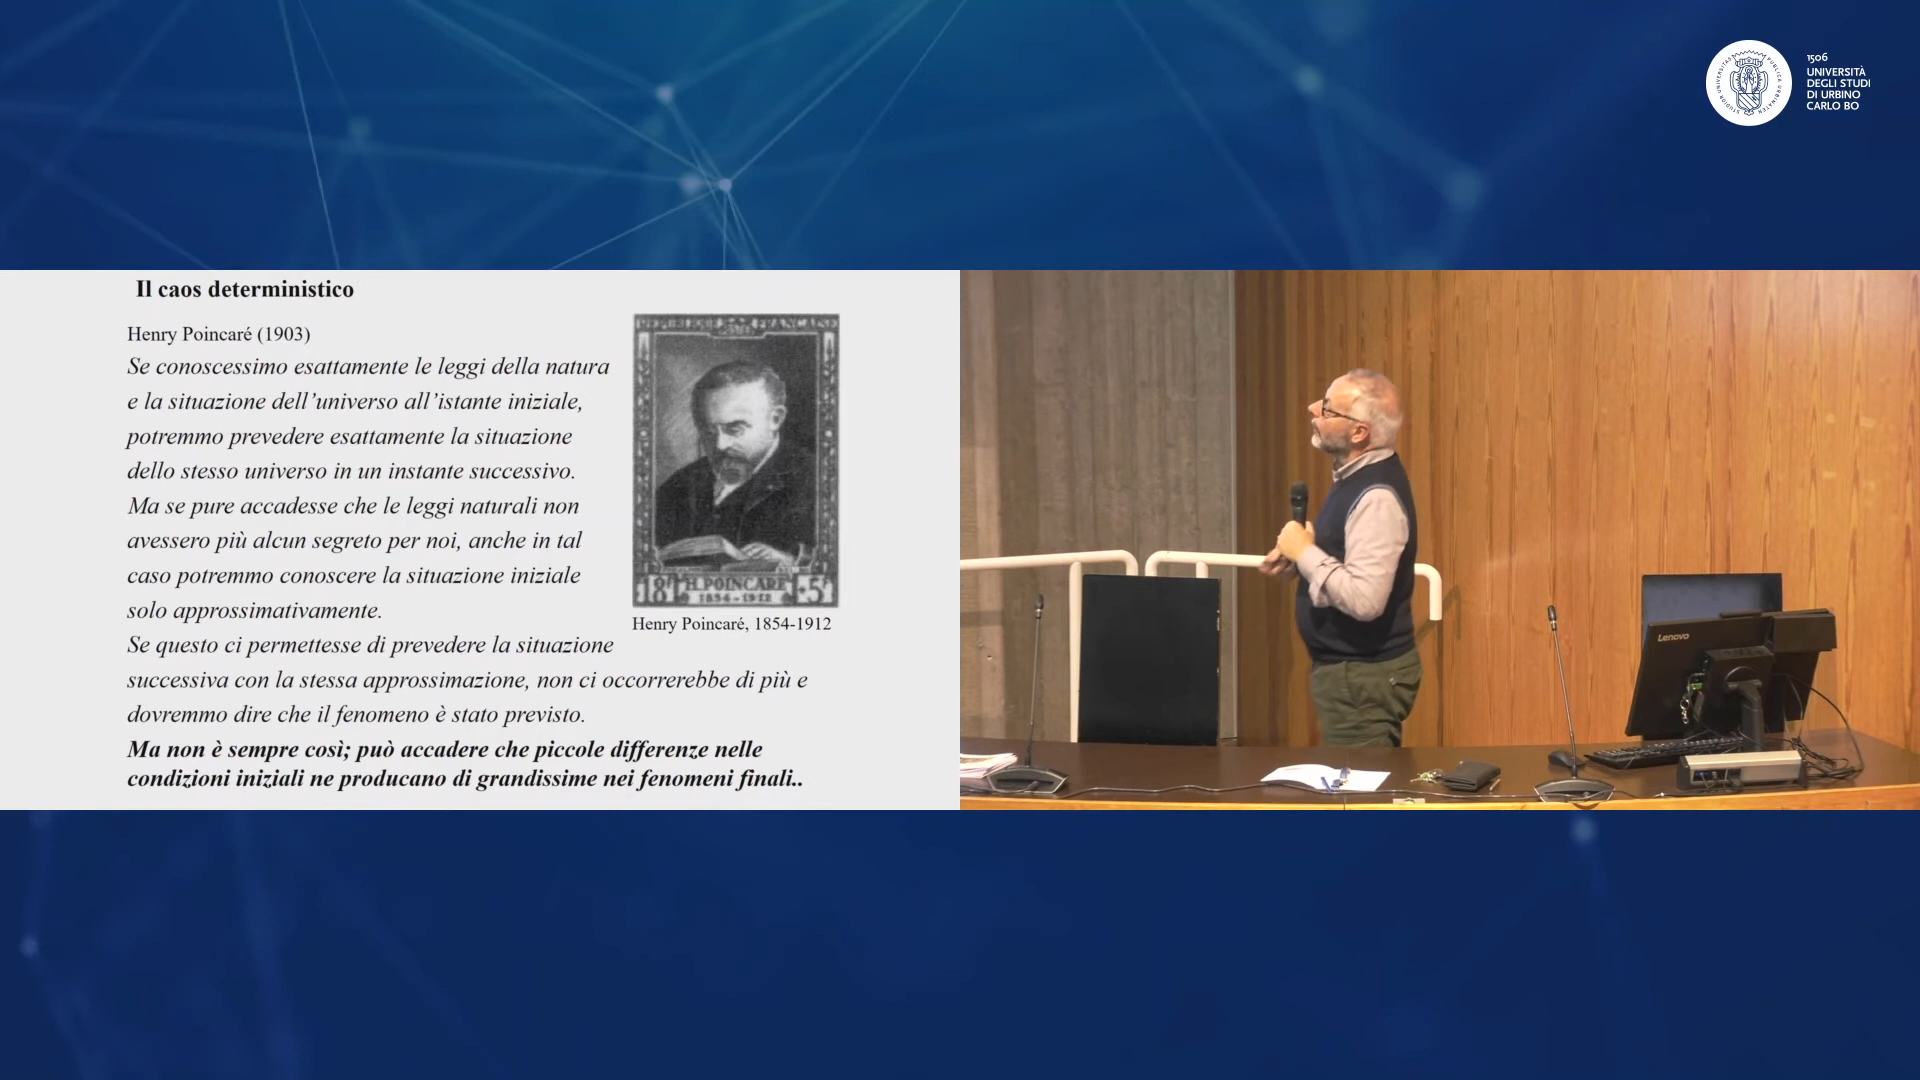 1506
UNIVERSITÀ
DEGLI STUDI
DI URBINO
CARLO BO
Il caos deterministico
Henry Poincaré (1903)
Se conoscessimo esattamente le leggi della natura
e la situazione dell’universo all’istante iniziale,
potremmo prevedere esattamente la situazione
dello stesso universo in un instante successivo.
Ma se pure accadesse che le leggi naturali non
avessero più alcun segreto per noi, anche in tal
caso potremmo conoscere la situazione iniziale
solo approssimativamente.
Se questo ci permettesse di prevedere la situazione
successiva con la stessa approssimazione, non ci occorrerebbe di più e
dovremmo dire che il fenomeno è stato previsto.
Ma non è sempre così; può accadere che piccole differenze nelle
condizioni iniziali ne producano di grandissime nei fenomeni finali..
REPUBLIQUE FRANÇAISE
POSTES
18F H.POINCARÉ +5F
1854-1912
Henry Poincaré, 1854-1912
Lenovo